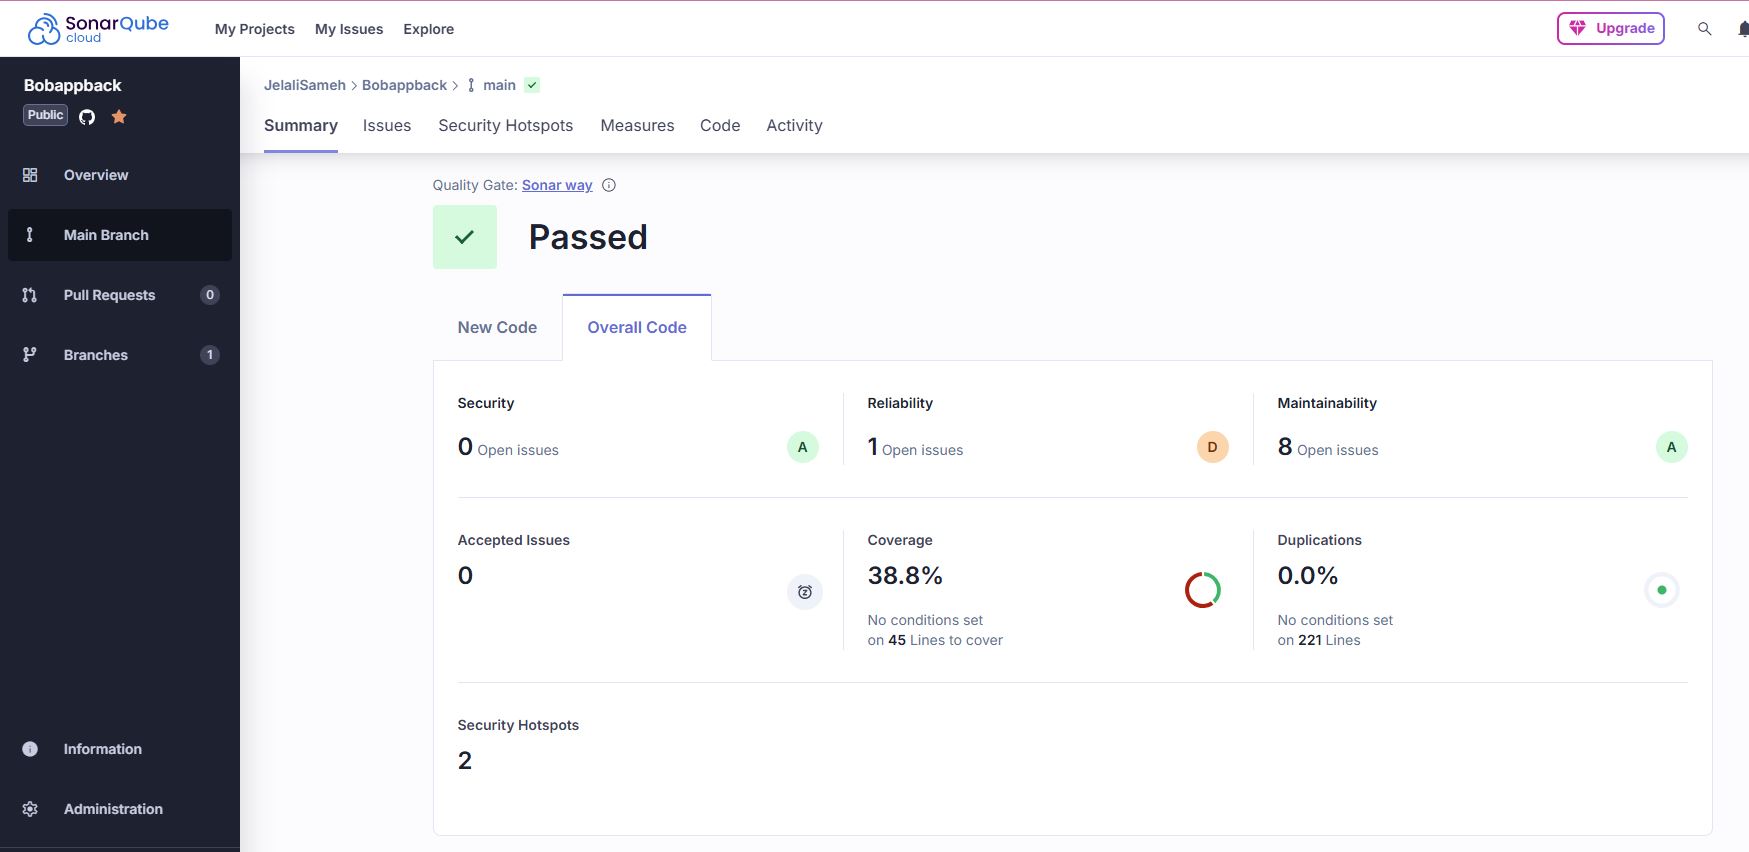 SonarQube cloud
My Projects My Issues Explore
Upgrade
Bobappback
Public
Overview
Main Branch
Pull Requests 0
Branches 1
Information
Administration
JelaliSameh > Bobappback > main
Summary Issues Security Hotspots Measures Code Activity
Quality Gate: Sonar way
Passed
New Code Overall Code
Security
0 Open issues A
Reliability
1 Open issues D
Maintainability
8 Open issues A
Accepted Issues
0
Coverage
38.8%
No conditions set
on 45 Lines to cover
Duplications
0.0%
No conditions set
on 221 Lines
Security Hotspots
2